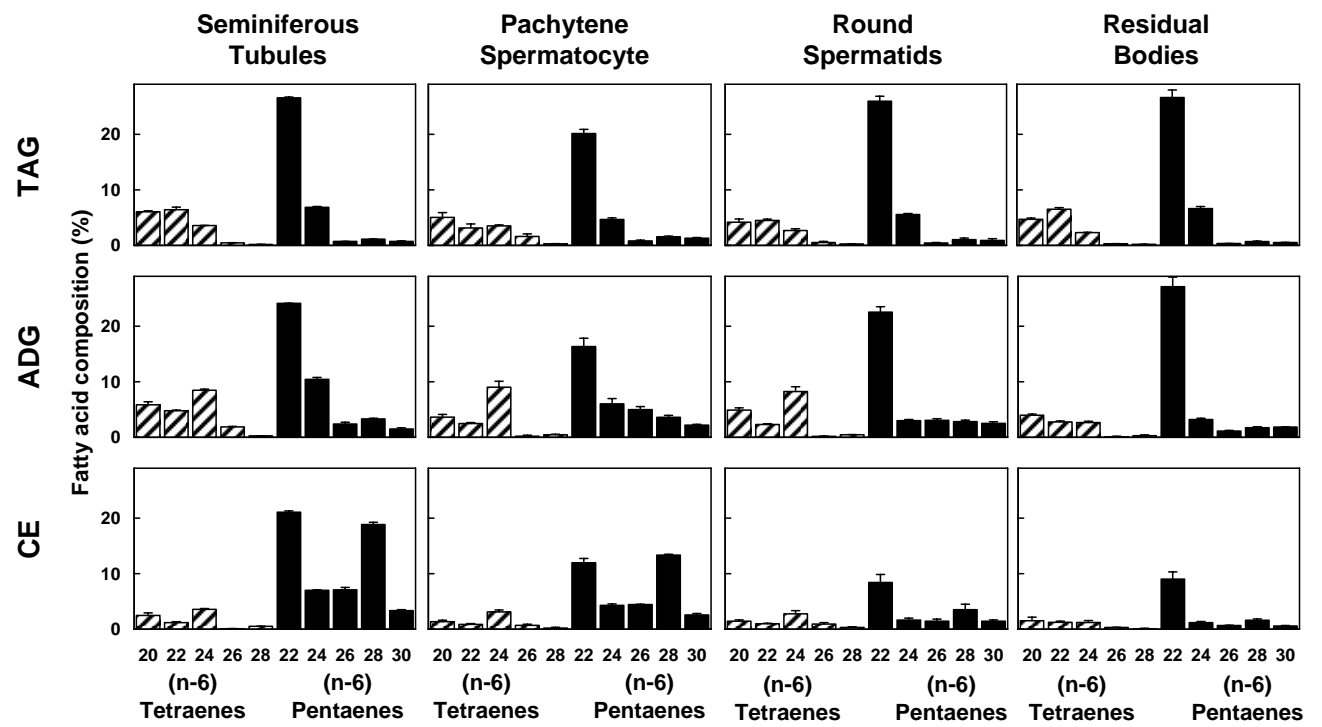 Seminiferous Tubules
Pachytene Spermatocyte
Round Spermatids
Residual Bodies
Fatty acid composition (%)
TAG
20
10
0
ADG
20
10
0
CE
20
10
0
20 22 24 26 28 22 24 26 28 30 20 22 24 26 28 22 24 26 28 30 20 22 24 26 28 22 24 26 28 30 20 22 24 26 28 22 24 26 28 30
(n-6) (n-6) (n-6) (n-6) (n-6) (n-6) (n-6) (n-6)
Tetraenes Pentaenes Tetraenes Pentaenes Tetraenes Pentaenes Tetraenes Pentaenes